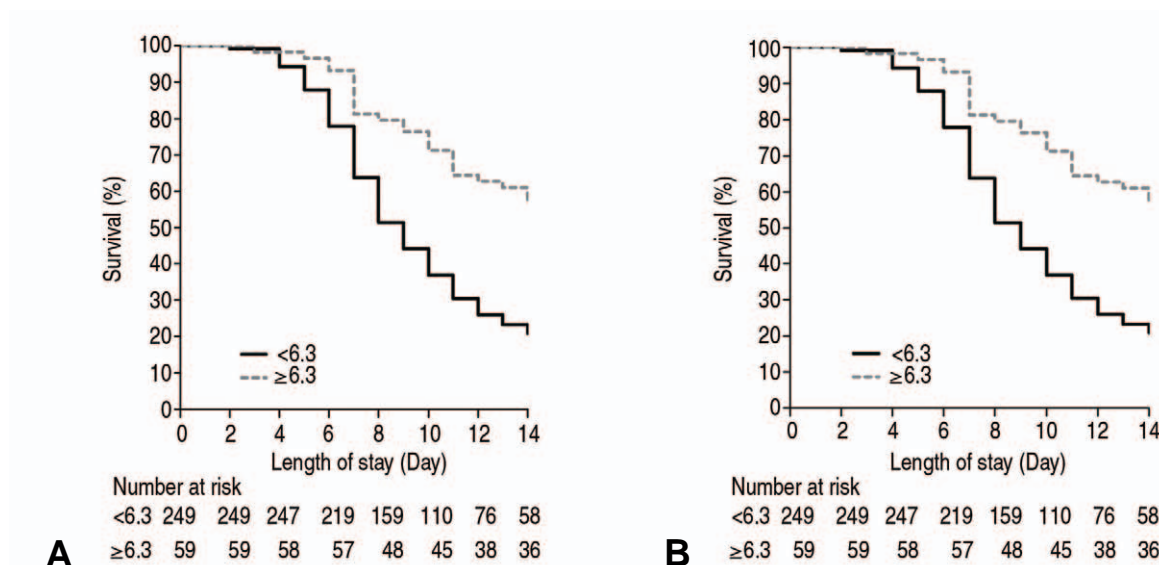 100
90
80
70
60
50
40
30
20
10
0
Survival (%)
<6.3
≥6.3
0 2 4 6 8 10 12 14
Length of stay (Day)
Number at risk
<6.3 249 249 247 219 159 110 76 58
≥6.3 59 59 58 57 48 45 38 36
A
100
90
80
70
60
50
40
30
20
10
0
Survival (%)
<6.3
≥6.3
0 2 4 6 8 10 12 14
Length of stay (Day)
Number at risk
<6.3 249 249 247 219 159 110 76 58
≥6.3 59 59 58 57 48 45 38 36
B